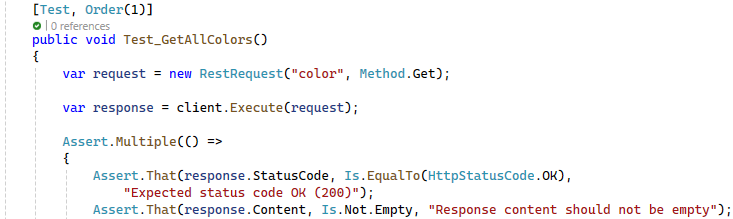 [Test, Order(1)]
| 0 references
public void Test_GetAllColors()
{
var request = new RestRequest("color", Method.Get);
var response = client.Execute(request);
Assert.Multiple(() =>
{
Assert.That(response.StatusCode, Is.EqualTo(HttpStatusCode.OK),
"Expected status code OK (200)");
Assert.That(response.Content, Is.Not.Empty, "Response content should not be empty");